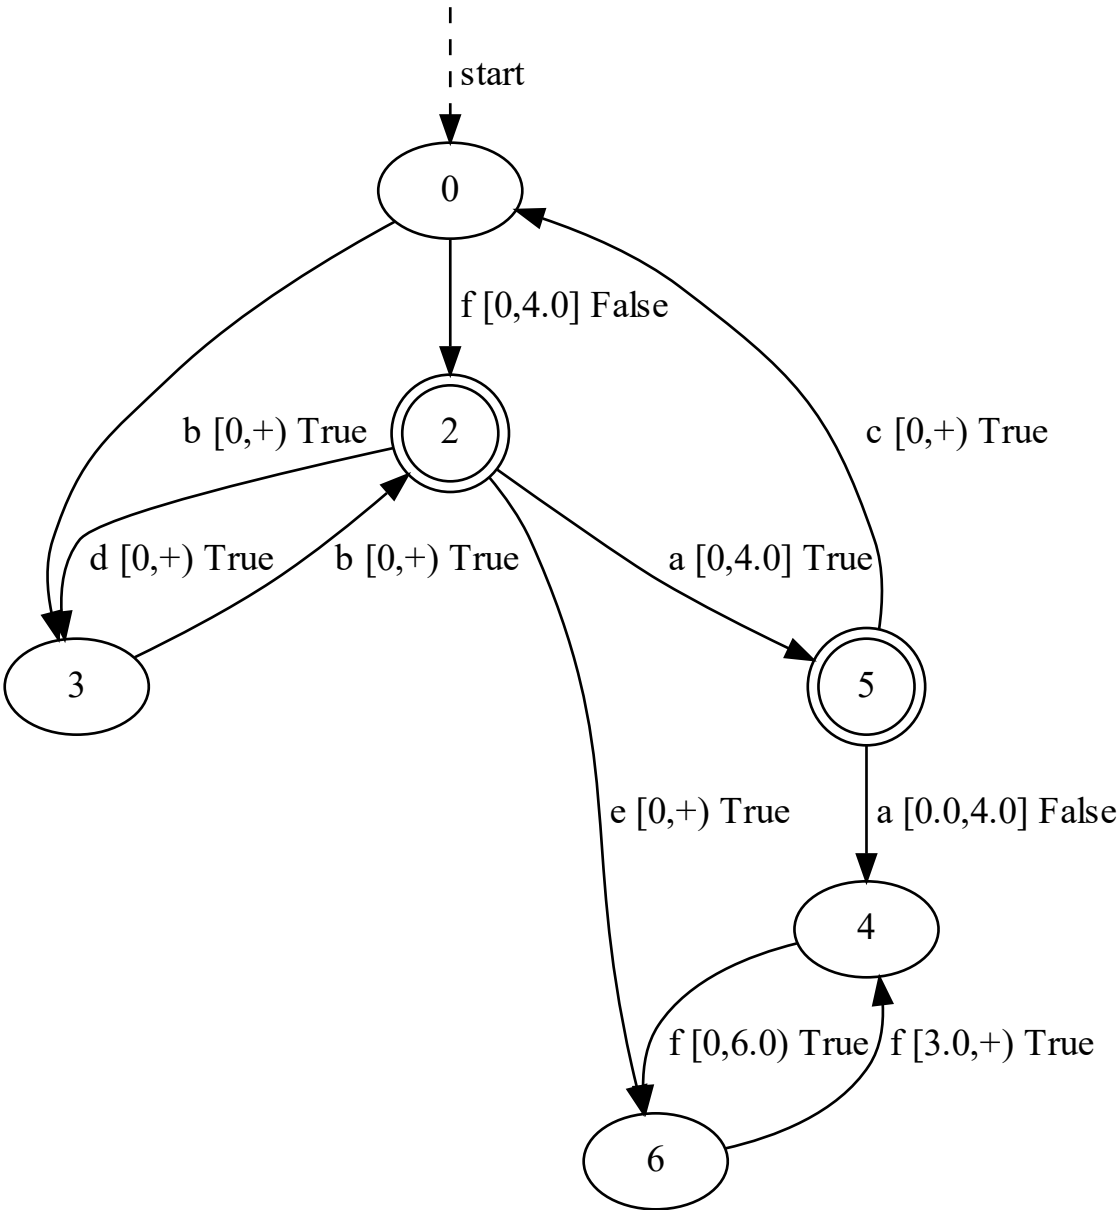 start
0
f [0,4.0] False
b [0,+) True
2
c [0,+) True
d [0,+) True
b [0,+) True
a [0,4.0] True
3
5
e [0,+) True
a [0.0,4.0] False
4
f [0,6.0) True
f [3.0,+) True
6